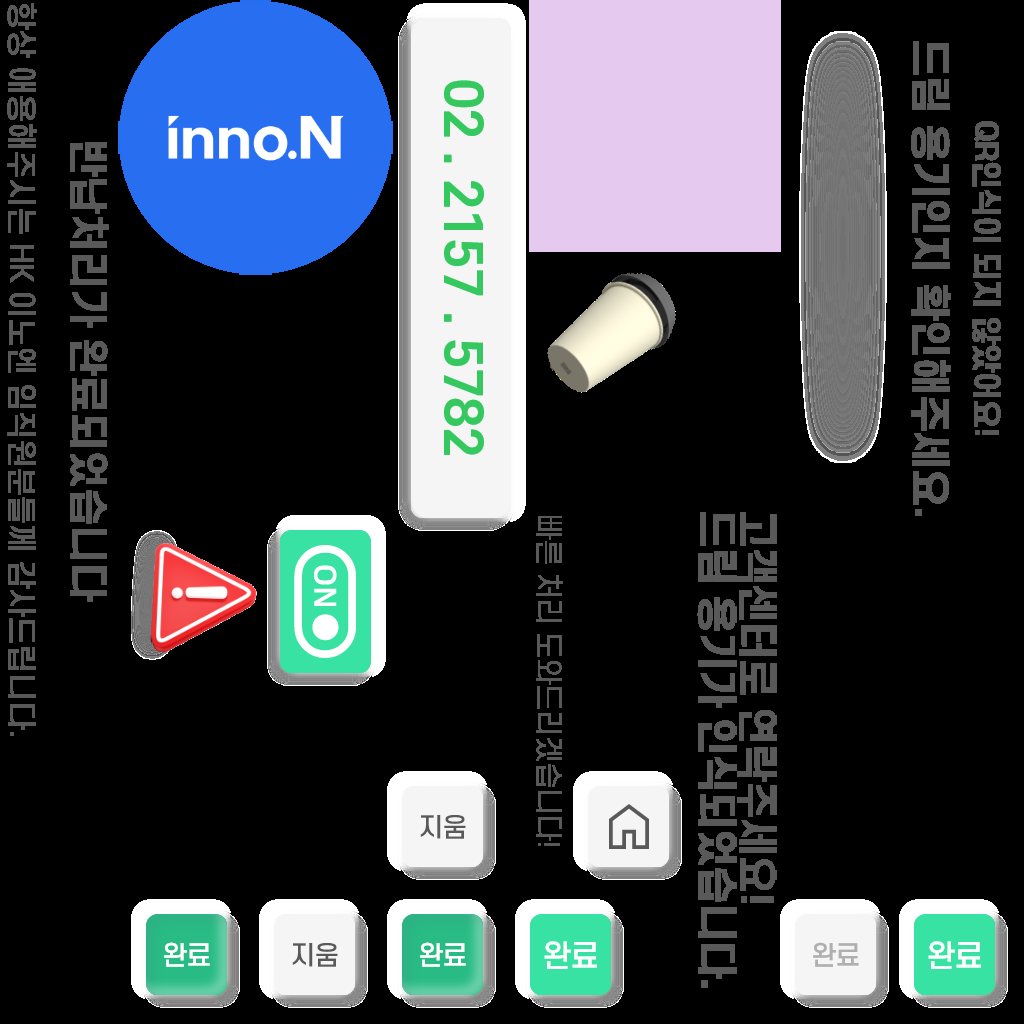 항상 애용해주시는 HK 이노엔 임직원분들께 감사드립니다.
반납처리가 완료되었습니다
inno.N
02.2157.5782
QR인식이 되지 않았어요!
드림 용기인지 확인해주세요.
NO
빠른 처리 도와드리겠습니다!
고객센터로 연락주세요!
드림 용기가 인식되었습니다.
지움
완료
지움
완료
완료
완료
완료